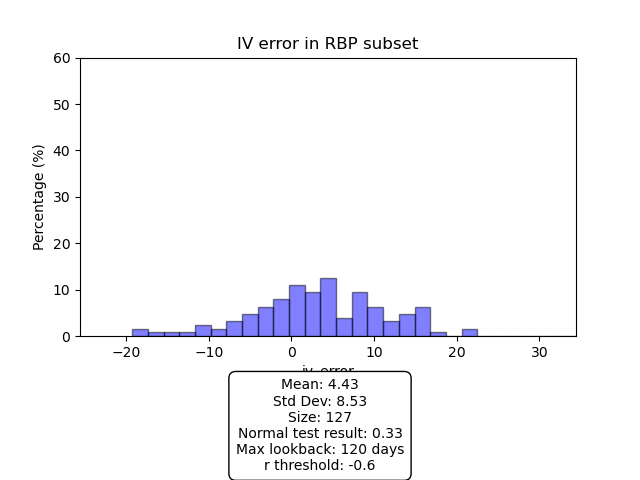 IV error in RBP subset
60
50
40
30
20
10
0
Percentage (%)
−20 −10 0 10 20 30
iv_error
Mean: 4.43
Std Dev: 8.53
Size: 127
Normal test result: 0.33
Max lookback: 120 days
r threshold: -0.6